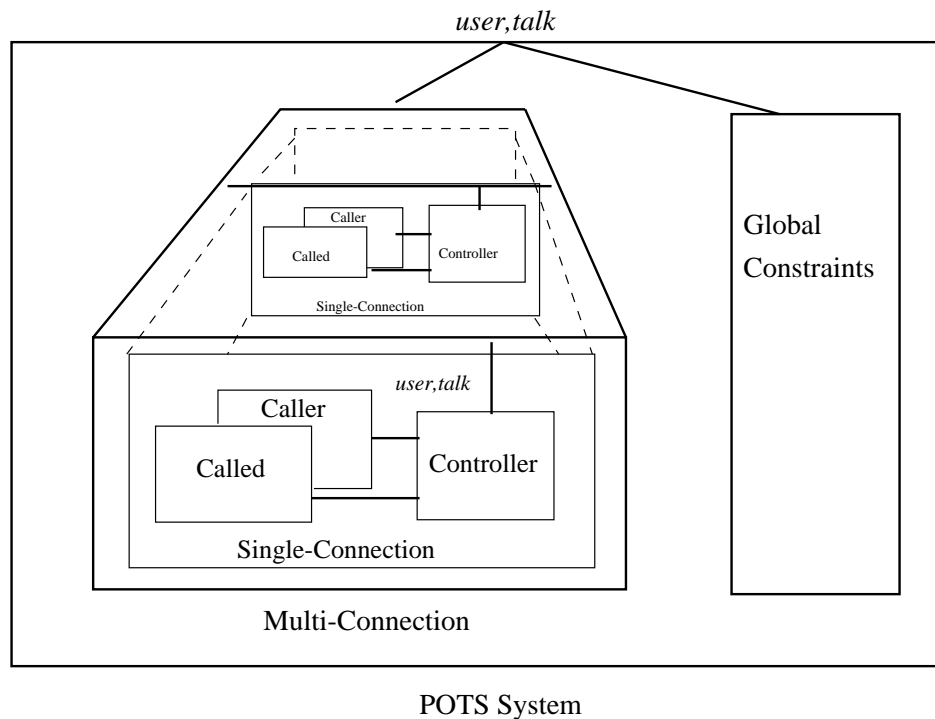 user,talk
Caller
Called
Controller
Single-Connection
Global
Constraints
user,talk
Caller
Called
Controller
Single-Connection
Multi-Connection
POTS System